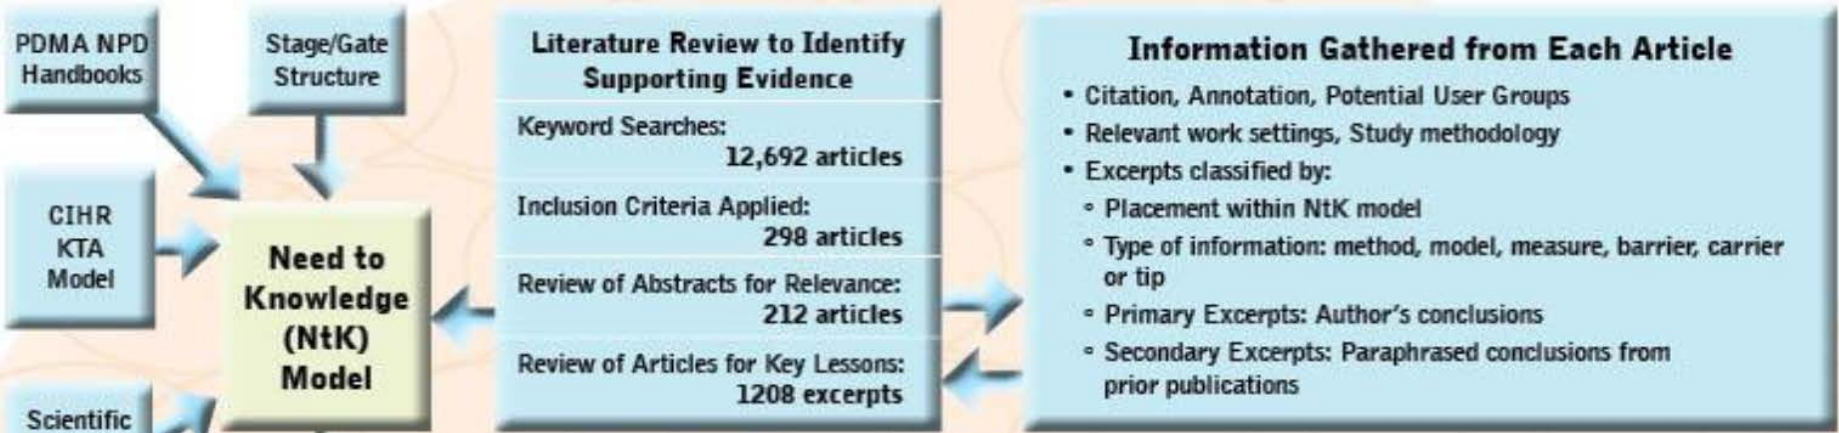 PDMA NPD
Handbooks
Stage/Gate
Structure
CIHR
KTA
Model
Scientific
Need to
Knowledge
(NtK)
Model
Literature Review to Identify
Supporting Evidence
Keyword Searches:
12,692 articles
Inclusion Criteria Applied:
298 articles
Review of Abstracts for Relevance:
212 articles
Review of Articles for Key Lessons:
1208 excerpts
Information Gathered from Each Article
• Citation, Annotation, Potential User Groups
• Relevant work settings, Study methodology
• Excerpts classified by:
° Placement within NtK model
° Type of information: method, model, measure, barrier, carrier
or tip
° Primary Excerpts: Author's conclusions
° Secondary Excerpts: Paraphrased conclusions from
prior publications